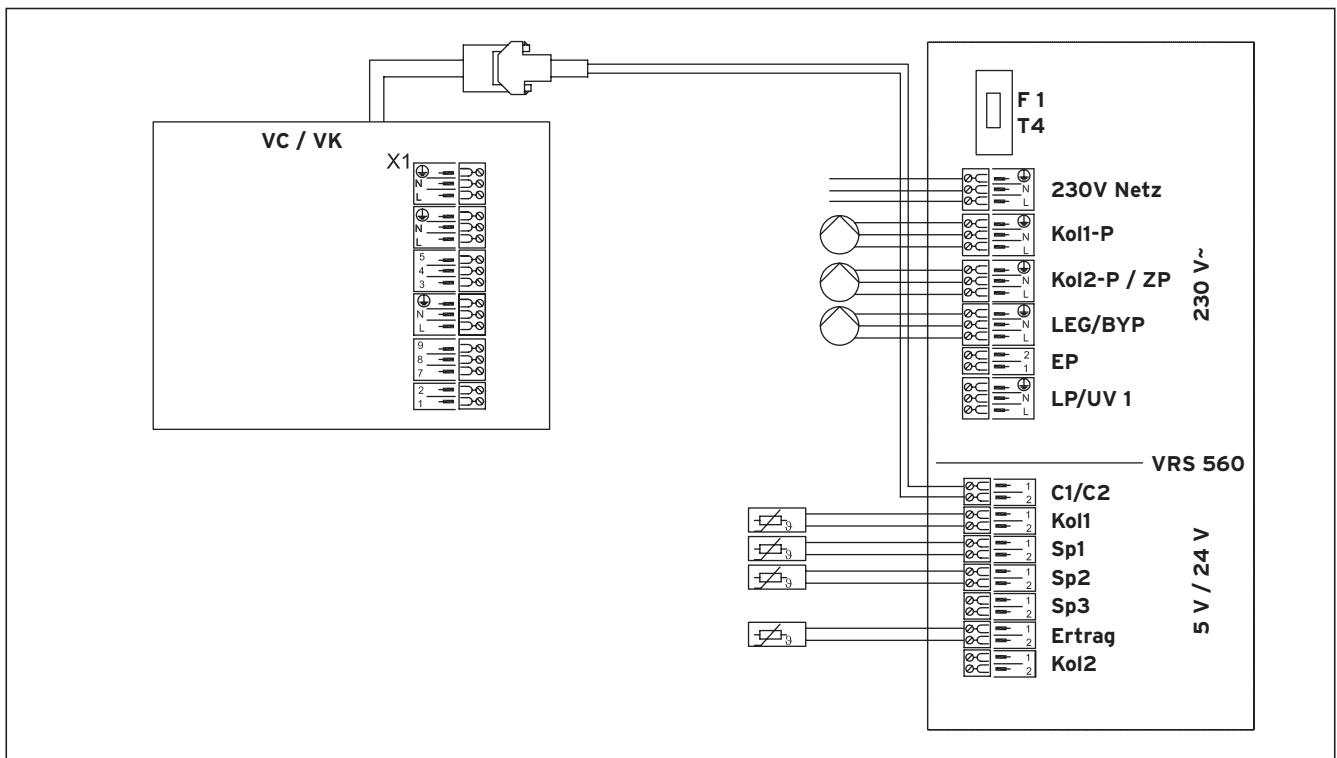 VC / VK
X1
N
L
N
L
5
4
3
N
L
9
8
7
2
1
F 1
T4
N
L
230V Netz
N
L
Kol1-P
N
L
Kol2-P / ZP
N
L
LEG/BYP
2
1
EP
N
L
LP/UV 1
230 V~
VRS 560
1
2
C1/C2
ϑ
1
2
Kol1
ϑ
1
2
Sp1
ϑ
1
2
Sp2
1
2
Sp3
ϑ
1
2
Ertrag
1
2
Kol2
5 V / 24 V